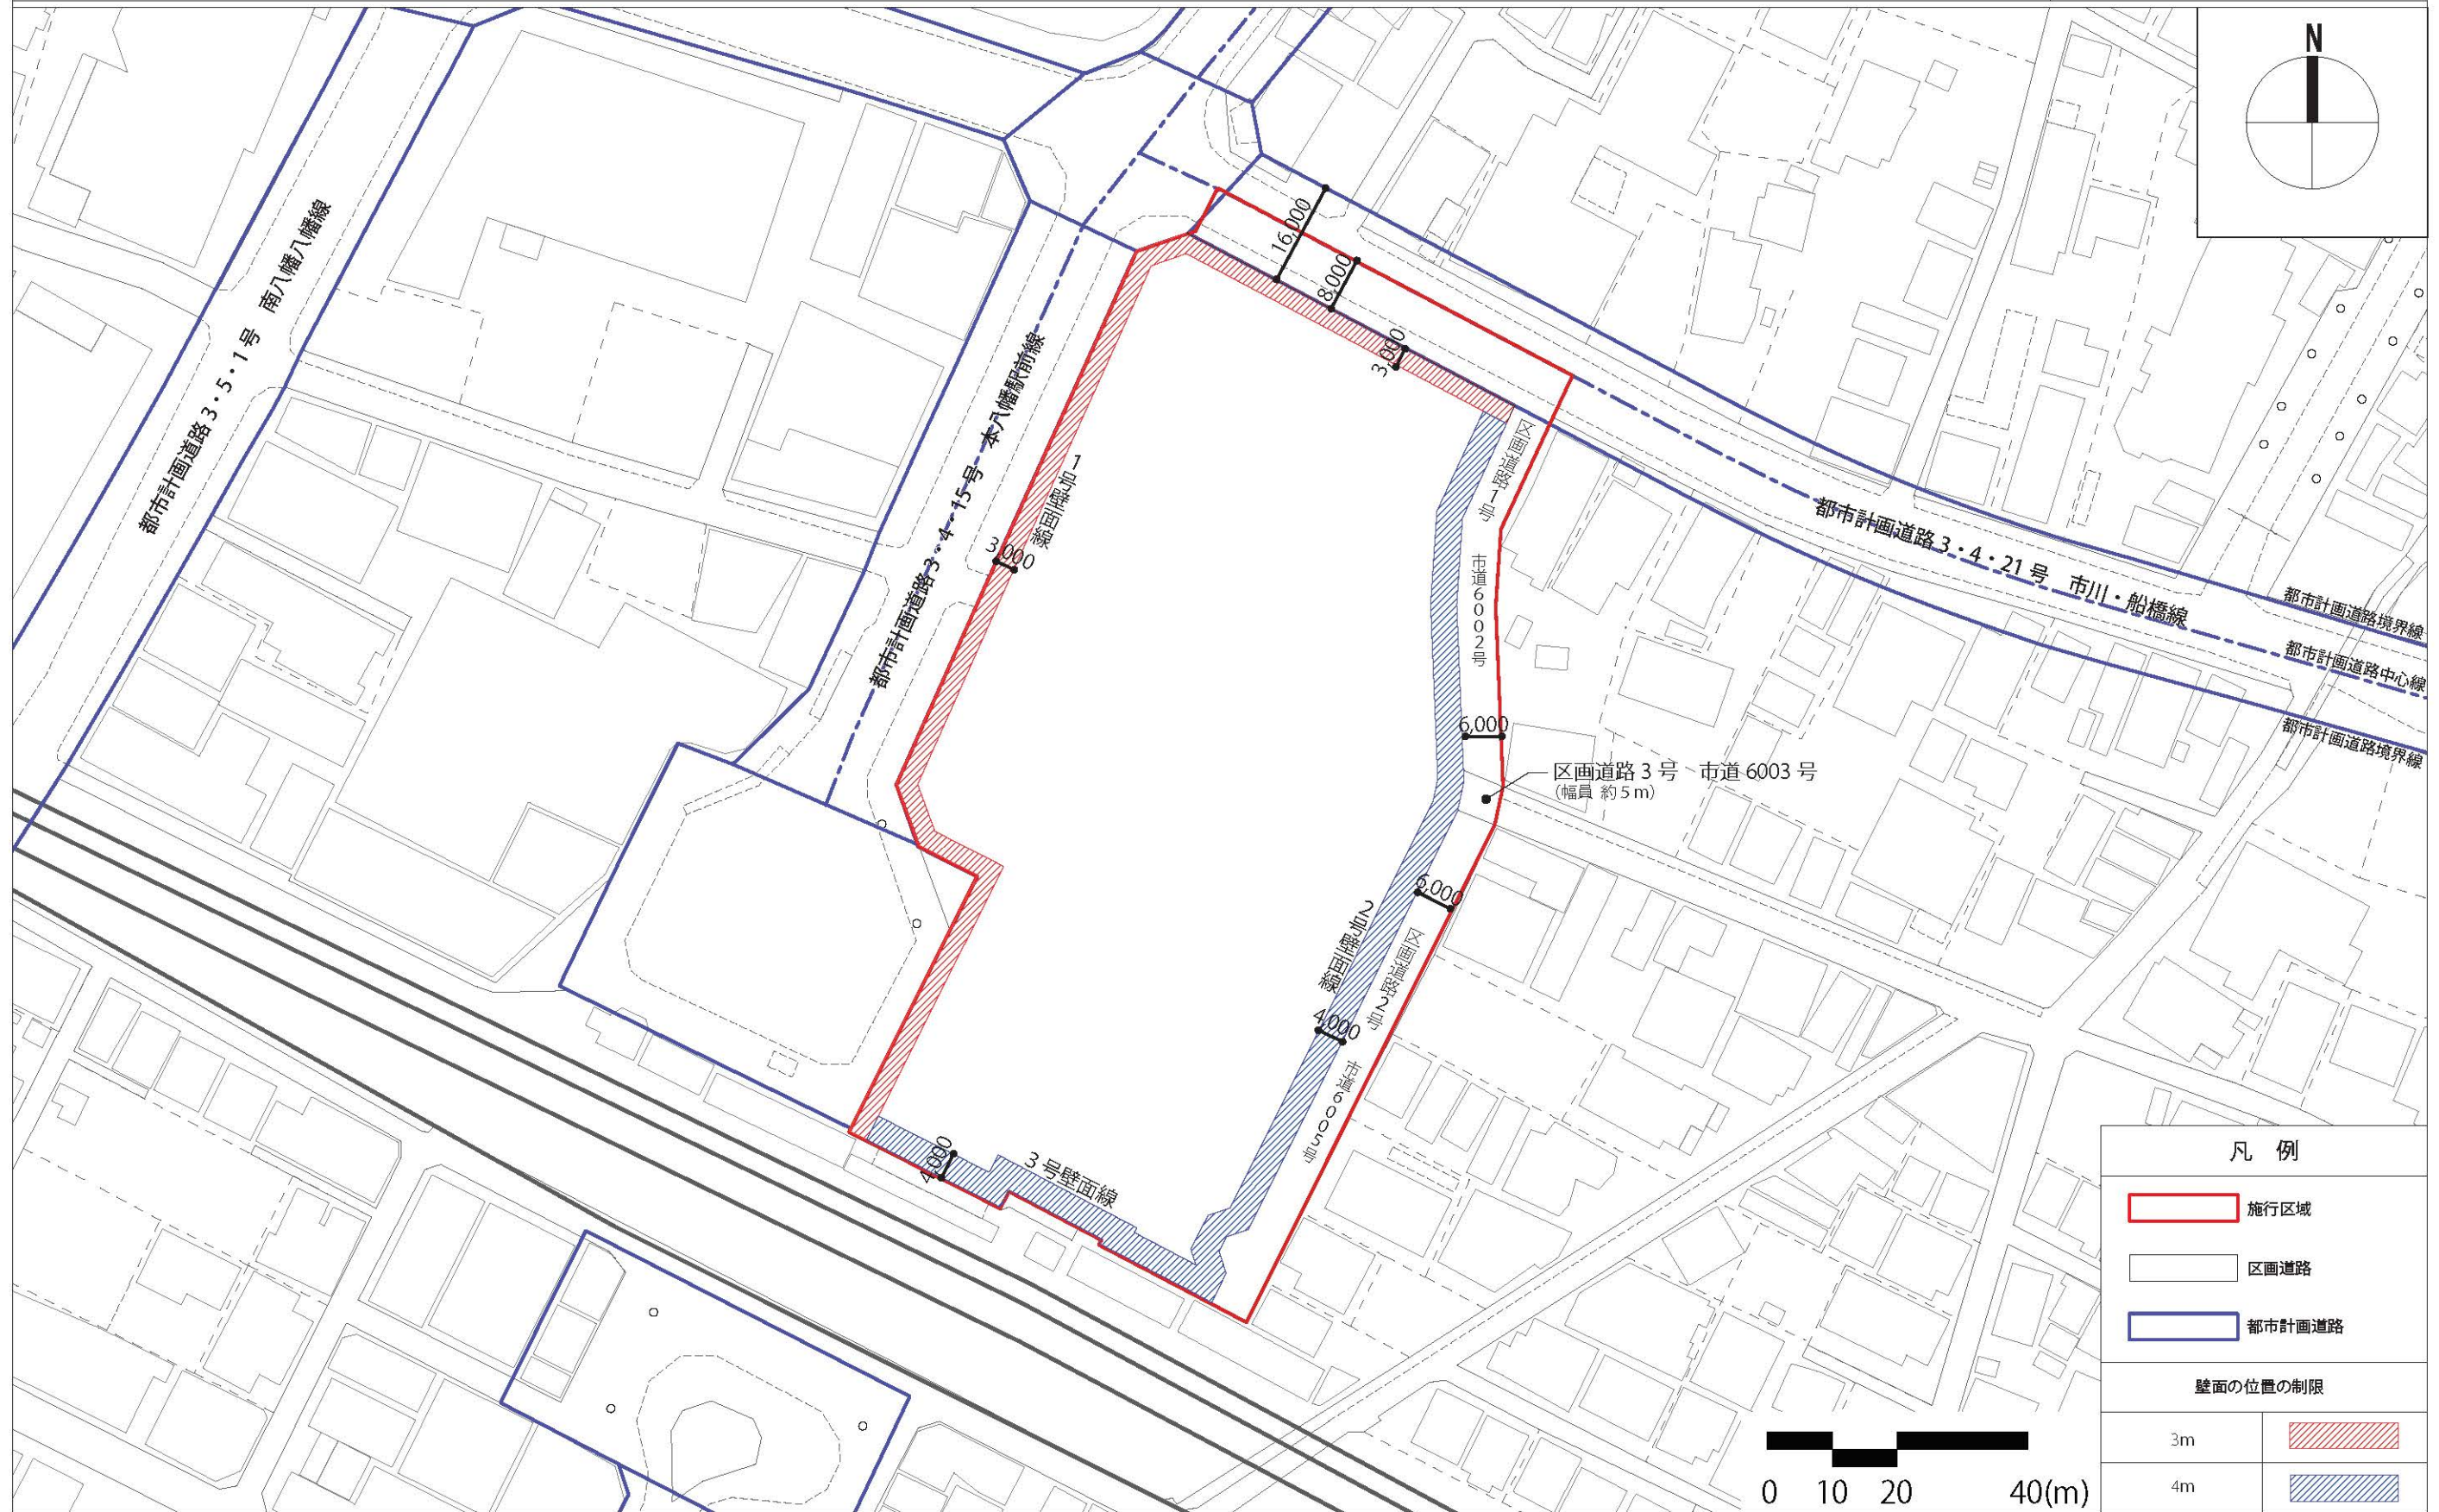 N
都市計画道路 3・5・1 号　南八幡八幡線
都市計画道路 3・4・15 号　本八幡駅前線
16,000
8,000
3,000
1号壁面線
3,000
区画道路1号
市道6002号
都市計画道路 3・4・21 号　市川・船橋線
都市計画道路境界線
都市計画道路中心線
都市計画道路境界線
6,000
区画道路 3 号　市道 6003 号
（幅員 約 5 m）
6,000
2号壁面線
区画道路2号
4,000
市道6005号
4,000
3 号壁面線
凡　例
施行区域
区画道路
都市計画道路
壁面の位置の制限
3m
4m
0 10 20 40(m)